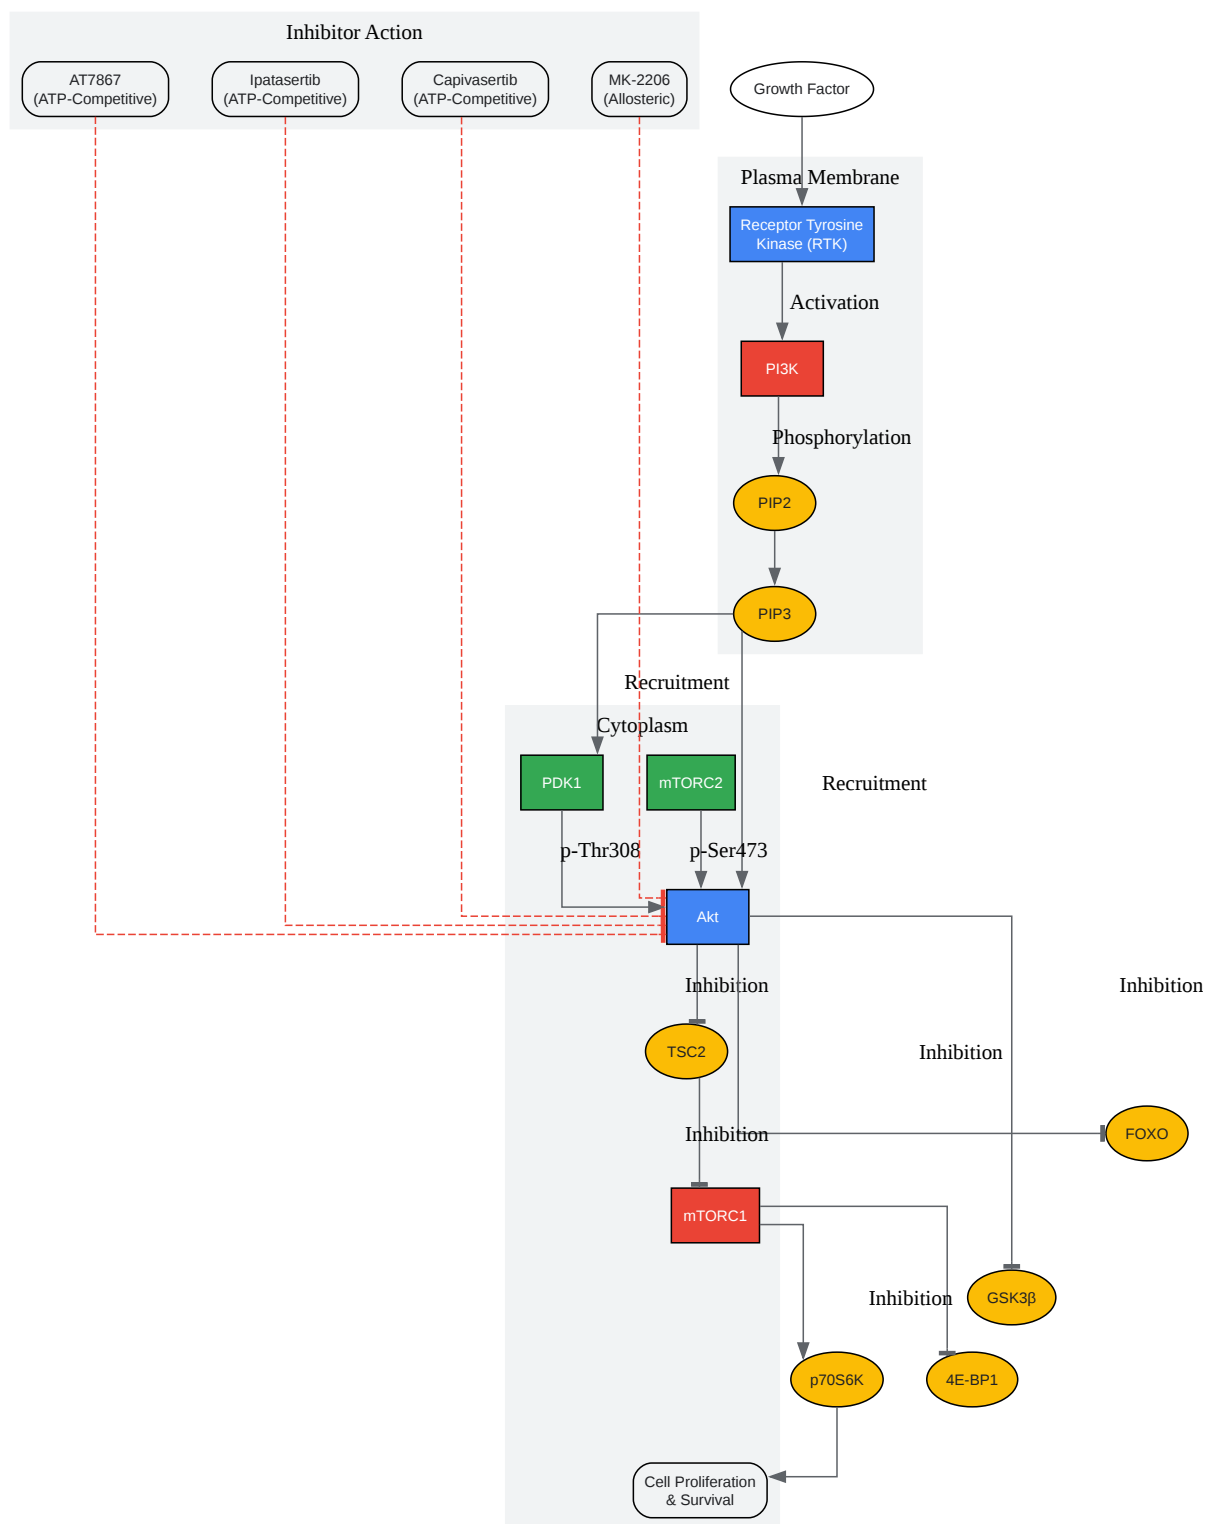 Inhibitor Action
AT7867
(ATP-Competitive)
Ipatasertib
(ATP-Competitive)
Capivasertib
(ATP-Competitive)
MK-2206
(Allosteric)
Growth Factor
Plasma Membrane
Receptor Tyrosine
Kinase (RTK)
Activation
PI3K
Phosphorylation
PIP2
PIP3
Recruitment
Cytoplasm
PDK1
mTORC2
Recruitment
p-Thr308
p-Ser473
Akt
Inhibition
Inhibition
TSC2
Inhibition
Inhibition
FOXO
mTORC1
Inhibition
GSK3β
p70S6K
4E-BP1
Cell Proliferation
& Survival